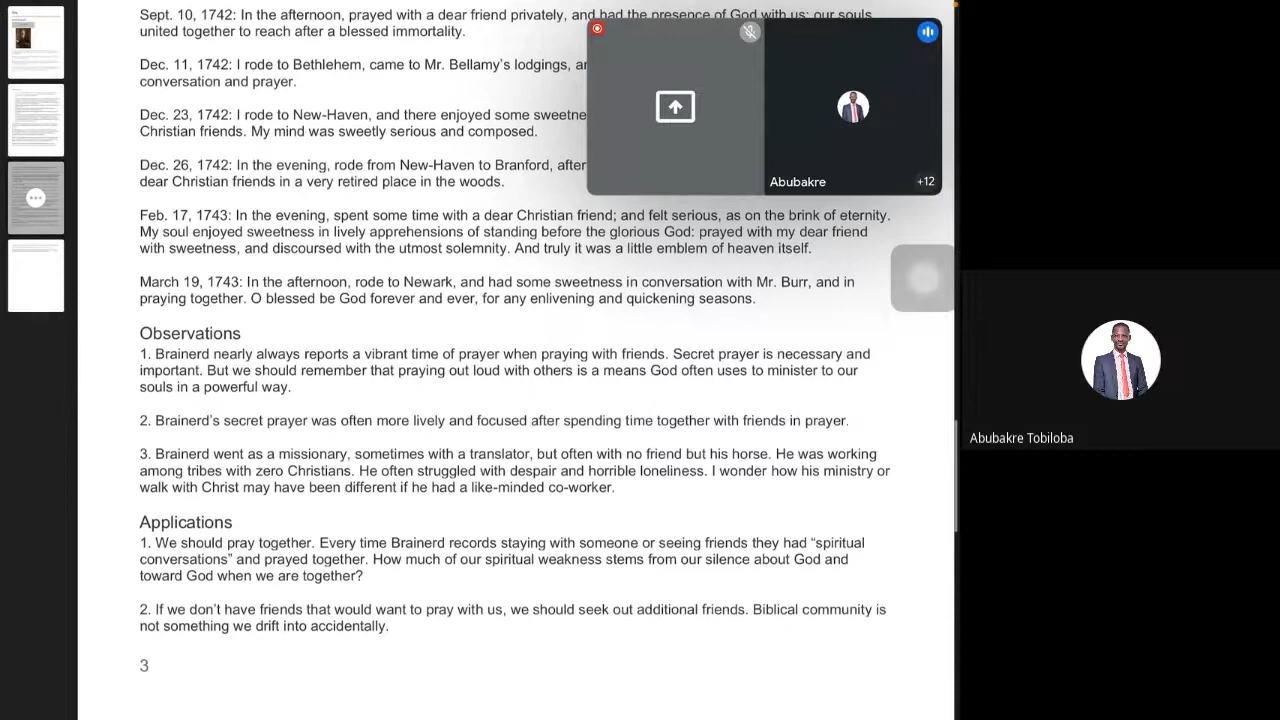 Sept. 10, 1742: In the afternoon, prayed with a dear friend privately, and had the presence of God with us; our souls
united together to reach after a blessed immortality.
Dec. 11, 1742: I rode to Bethlehem, came to Mr. Bellamy's lodgings,
conversation and prayer.
Dec. 23, 1742: I rode to New-Haven, and there enjoyed some
Christian friends. My mind was sweetly serious and composed.
Dec. 26, 1742: In the evening, rode from New-Haven to Branford, after
dear Christian friends in a very retired place in the woods.
Abubakre
+12
Feb. 17, 1743: In the evening, spent some time with a dear Christian friend; and felt serious, as on the brink of eternity.
My soul enjoyed sweetness in lively apprehensions of standing before the glorious God: prayed with my dear friend
with sweetness, and discoursed with the utmost solemnity. And truly it was a little emblem of heaven itself.
March 19, 1743: In the afternoon, rode to Newark, and had some sweetness in conversation with Mr. Burr, and in
praying together. O blessed be God forever and ever, for any enlivening and quickening seasons.
Observations
1. Brainerd nearly always reports a vibrant time of prayer when praying with friends. Secret prayer is necessary and
important. But we should remember that praying out loud with others is a means God often uses to minister to our
souls in a powerful way.
2. Brainerd's secret prayer was often more lively and focused after spending time together with friends in prayer.
3. Brainerd went as a missionary, sometimes with a translator, but often with no friend but his horse. He was working
among tribes with zero Christians. He often struggled with despair and horrible loneliness. I wonder how his ministry or
walk with Christ may have been different if he had a like-minded co-worker.
Applications
1. We should pray together. Every time Brainerd records staying with someone or seeing friends they had “spiritual
conversations” and prayed together. How much of our spiritual weakness stems from our silence about God and
toward God when we are together?
2. If we don't have friends that would want to pray with us, we should seek out additional friends. Biblical community is
not something we drift into accidentally.
3
Abubakre Tobiloba